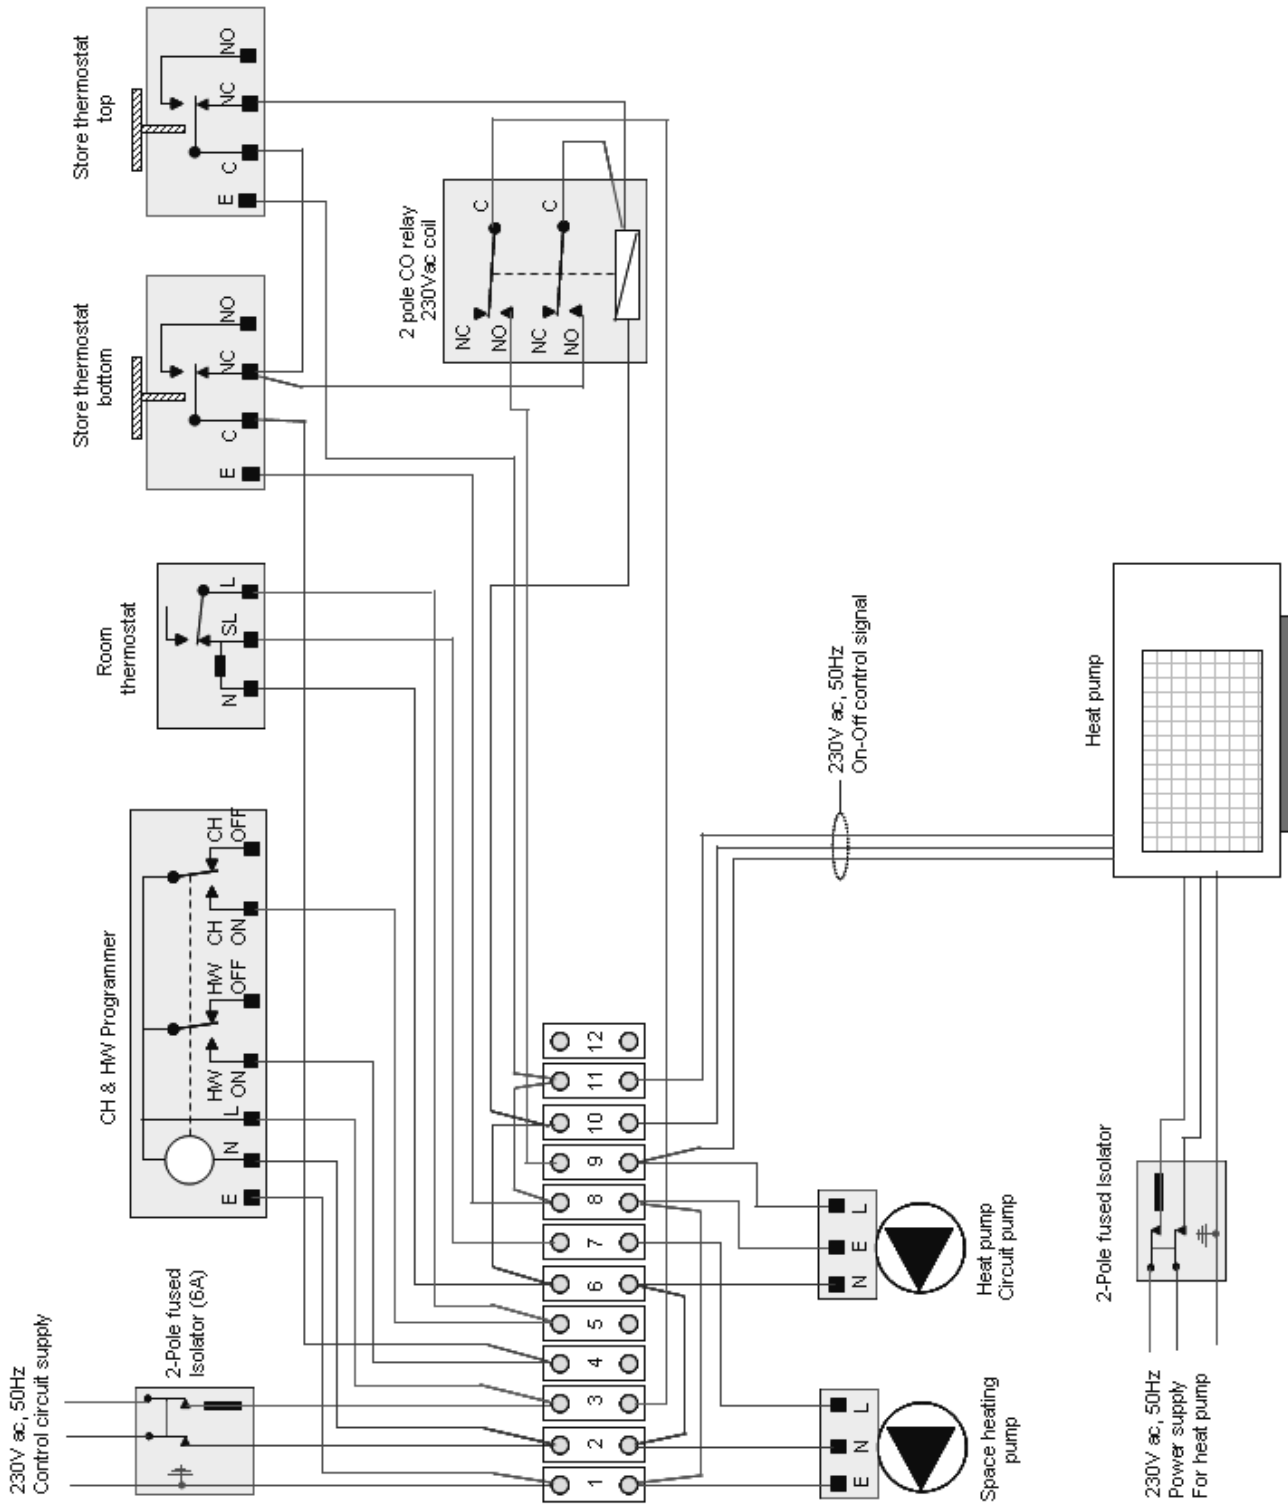 230V ac, 50Hz
Control circuit supply
2-Pole fused
Isolator (6A)
CH & HW Programmer
E
N
L
HW
ON
HW
OFF
CH
ON
CH
OFF
Room
thermostat
N
SL
L
Store thermostat
bottom
E
C
NC
NO
Store thermostat
top
E
C
NC
NO
2 pole CO relay
230Vac coil
NC
NO
C
NC
NO
C
1
2
3
4
5
6
7
8
9
10
11
12
E
N
L
Space heating
pump
N
E
L
Heat pump
Circuit pump
230V ac, 50Hz
On-Off control signal
Heat pump
2-Pole fused Isolator
230V ac, 50Hz
Power supply
For heat pump